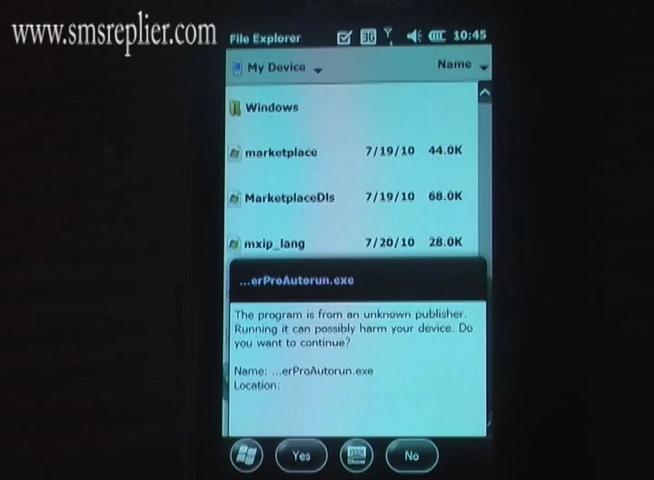 www.smsreplier.com
File Explorer 3G 10:45
My Device Name
Windows
marketplace 7/19/10 44.0K
MarketplaceDls 7/19/10 68.0K
mxip_lang 7/20/10 28.0K
...erProAutorun.exe
The program is from an unknown publisher.
Running it can possibly harm your device. Do
you want to continue?
Name: ...erProAutorun.exe
Location:
Yes No